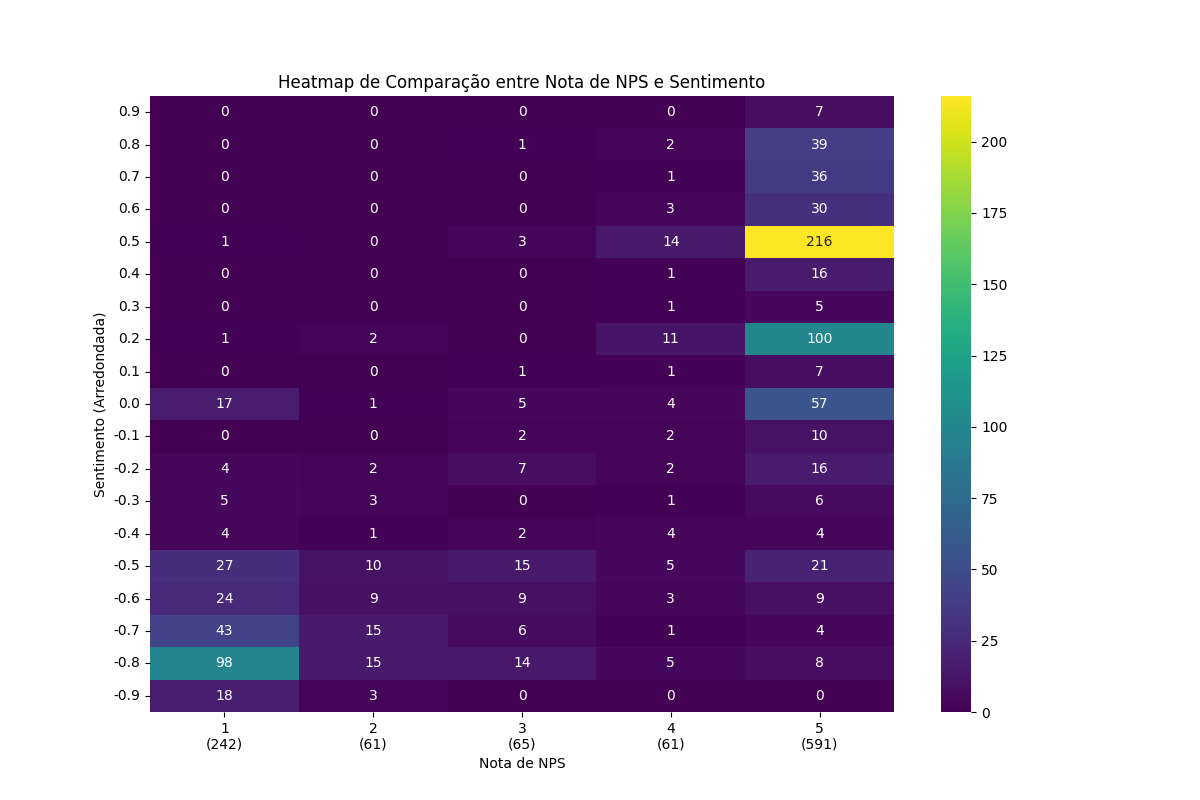 Heatmap de Comparação entre Nota de NPS e Sentimento
0.9 0 0 0 0 7
0.8 0 0 1 2 39
0.7 0 0 0 1 36
0.6 0 0 0 3 30
0.5 1 0 3 14 216
0.4 0 0 0 1 16
0.3 0 0 0 1 5
0.2 1 2 0 11 100
0.1 0 0 1 1 7
0.0 17 1 5 4 57
-0.1 0 0 2 2 10
-0.2 4 2 7 2 16
-0.3 5 3 0 1 6
-0.4 4 1 2 4 4
-0.5 27 10 15 5 21
-0.6 24 9 9 3 9
-0.7 43 15 6 1 4
-0.8 98 15 14 5 8
-0.9 18 3 0 0 0
1 2 3 4 5
(242) (61) (65) (61) (591)
Nota de NPS
Sentimento (Arredondada)
200
175
150
125
100
75
50
25
0